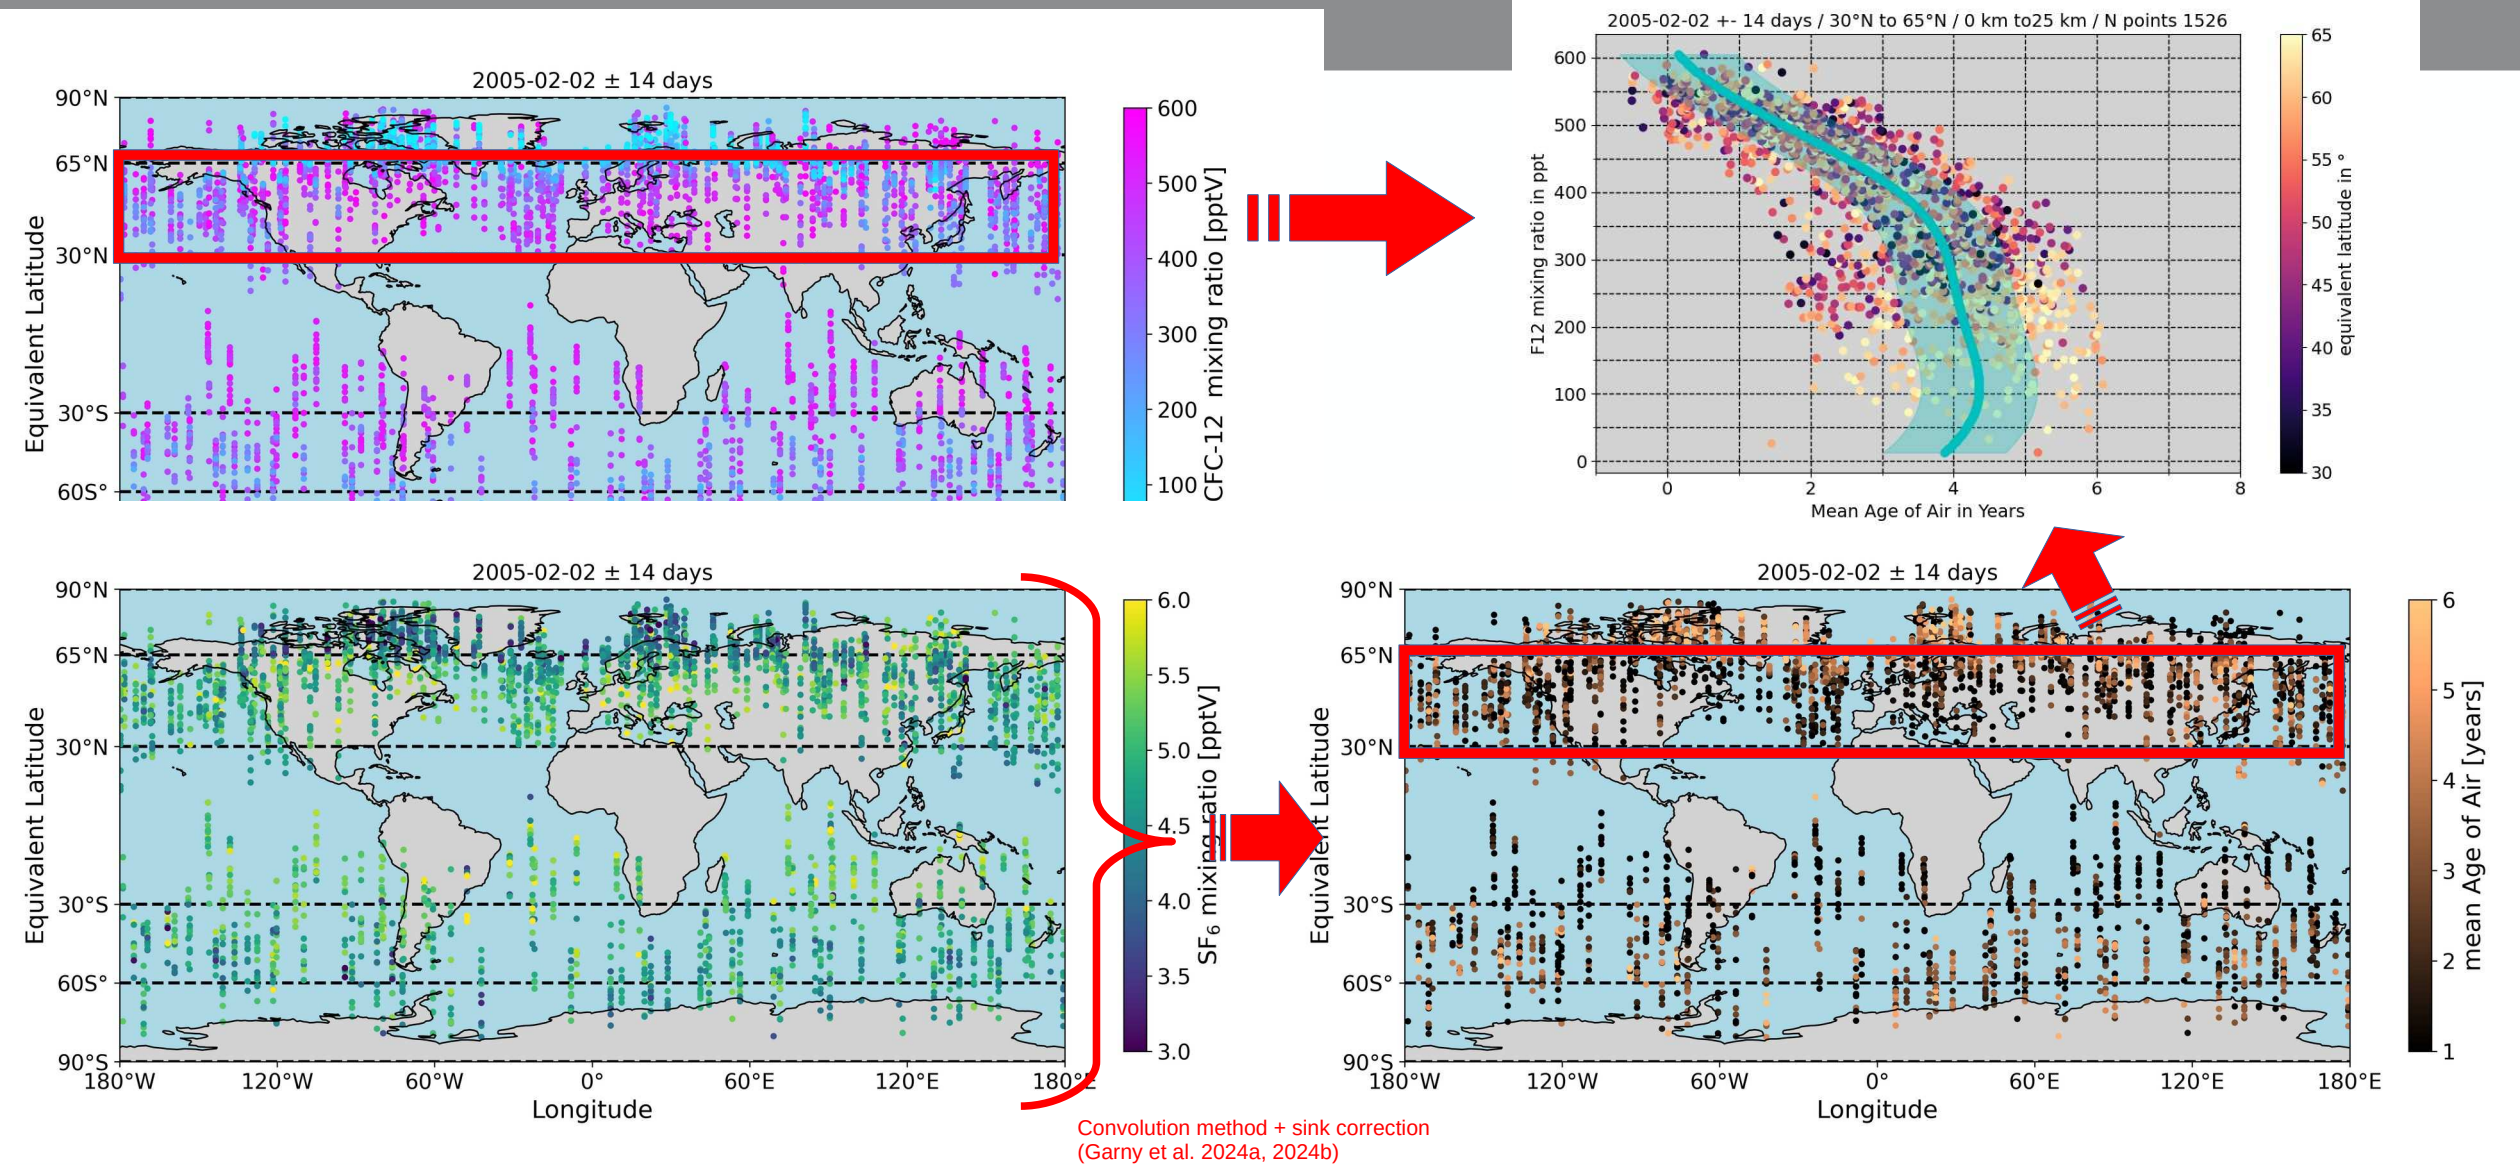 2005-02-02 ± 14 days
90°N
65°N
30°N
30°S
60S°
Equivalent Latitude
600
500
400
300
200
100
CFC-12 mixing ratio [pptV]
2005-02-02 +- 14 days / 30°N to 65°N / 0 km to25 km / N points 1526
600
500
400
300
200
100
0
F12 mixing ratio in ppt
0 2 4 6 8
Mean Age of Air in Years
65
60
55
50
45
40
35
30
equivalent latitude in °
2005-02-02 ± 14 days
90°N
65°N
30°N
30°S
60S°
90°S
Equivalent Latitude
180°W 120°W 60°W 0° 60°E 120°E 180°E
Longitude
6.0
5.5
5.0
4.5
4.0
3.5
3.0
SF₆ mixing ratio [pptV]
2005-02-02 ± 14 days
90°N
65°N
30°N
30°S
60S°
90°S
Equivalent Latitude
180°W 120°W 60°W 0° 60°E 120°E 180°E
Longitude
6
5
4
3
2
1
mean Age of Air [years]
Convolution method + sink correction
(Garny et al. 2024a, 2024b)